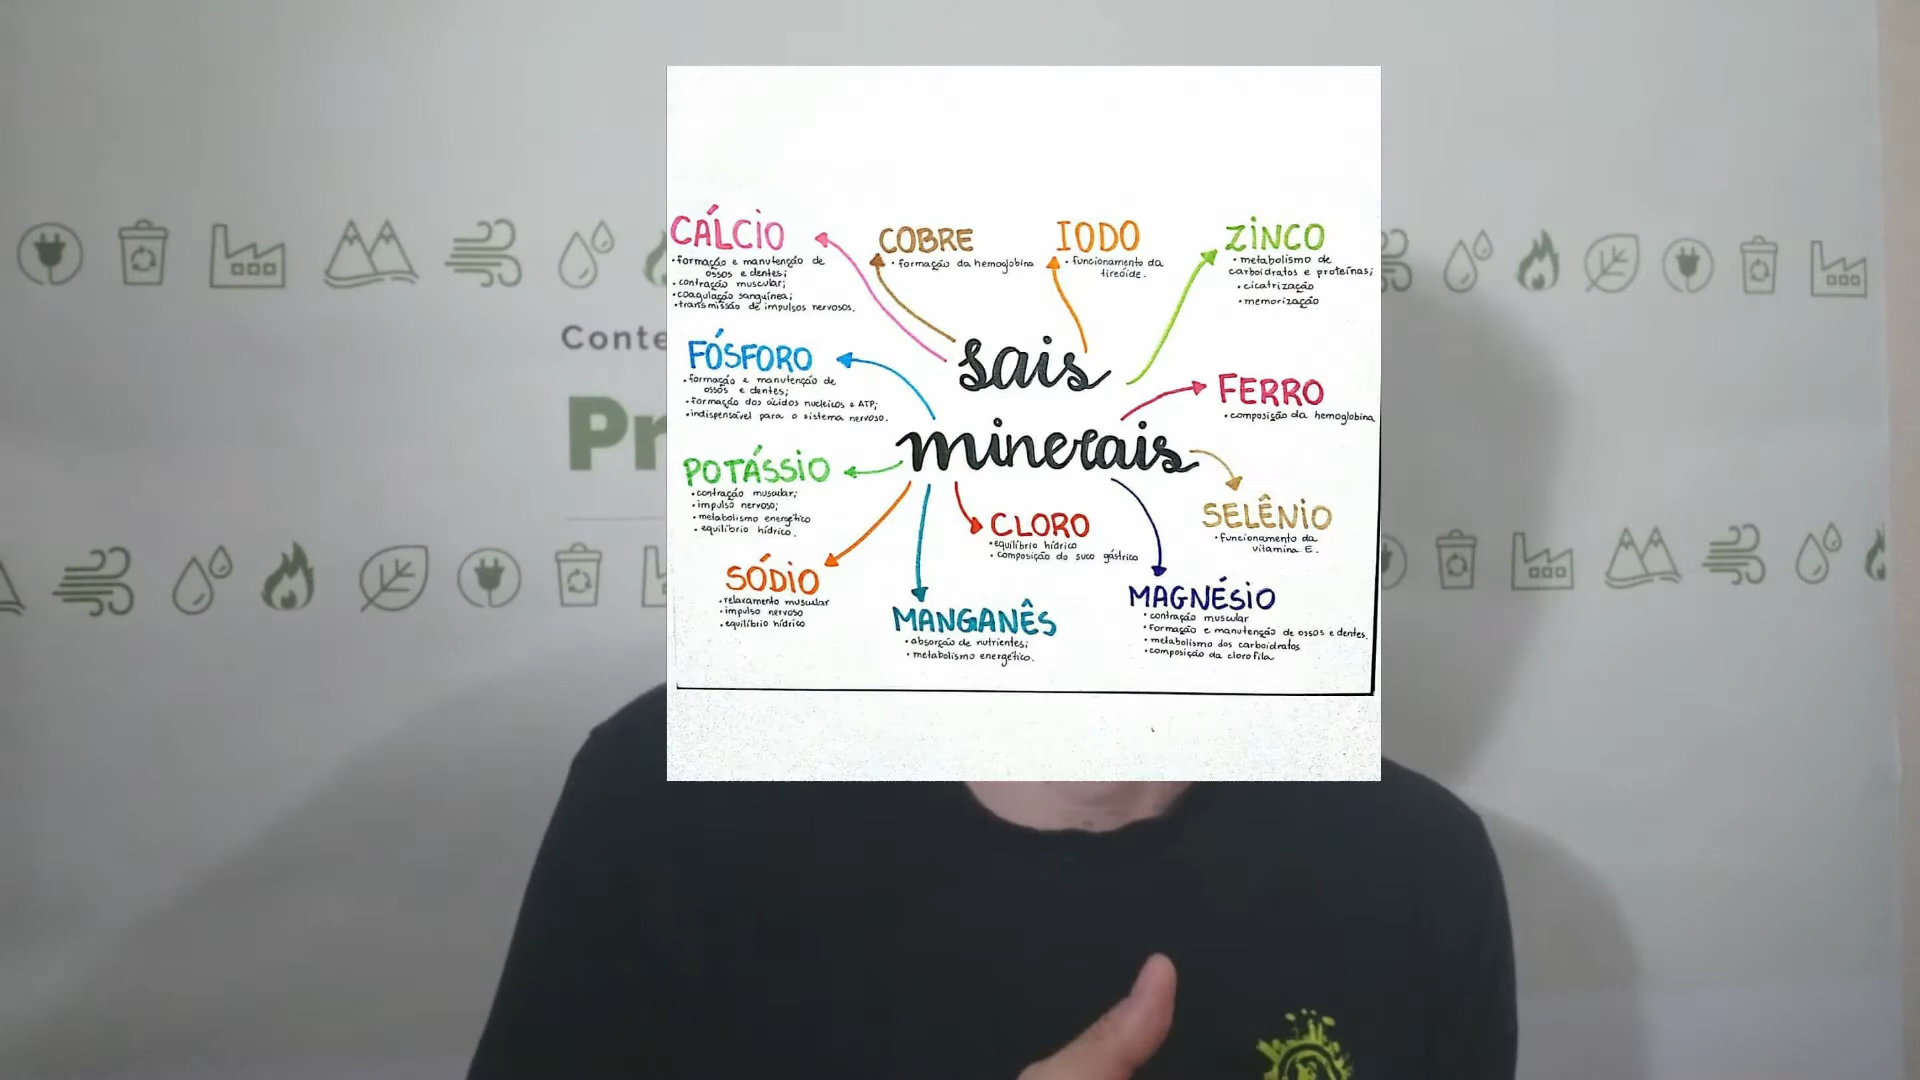 Conte
Pr
CÁLCIO
• formação e manutenção de
ossos e dentes;
• contração muscular;
• coagulação sanguínea;
• transmissão de impulsos nervosos.
COBRE
• formação da hemoglobina
IODO
• funcionamento da
tireóide.
ZINCO
• metabolismo de
carboidratos e proteínas;
• cicatrização
• memorização
FÓSFORO
• formação e manutenção de
ossos e dentes;
• formação dos ácidos nucleicos e ATP;
• indispensável para o sistema nervoso.
sais
minerais
FERRO
• composição da hemoglobina
POTÁSSIO
• contração muscular;
• impulso nervoso;
• metabolismo energético
• equilíbrio hídrico.
SELÊNIO
• funcionamento da
vitamina E.
CLORO
• equilíbrio hídrico
• composição do suco gástrico
SÓDIO
• relaxamento muscular
• impulso nervoso
• equilíbrio hídrico
MANGANÊS
• absorção de nutrientes;
• metabolismo energético.
MAGNÉSIO
• contração muscular
• formação e manutenção de ossos e dentes.
• metabolismo dos carboidratos
• composição da clorofila